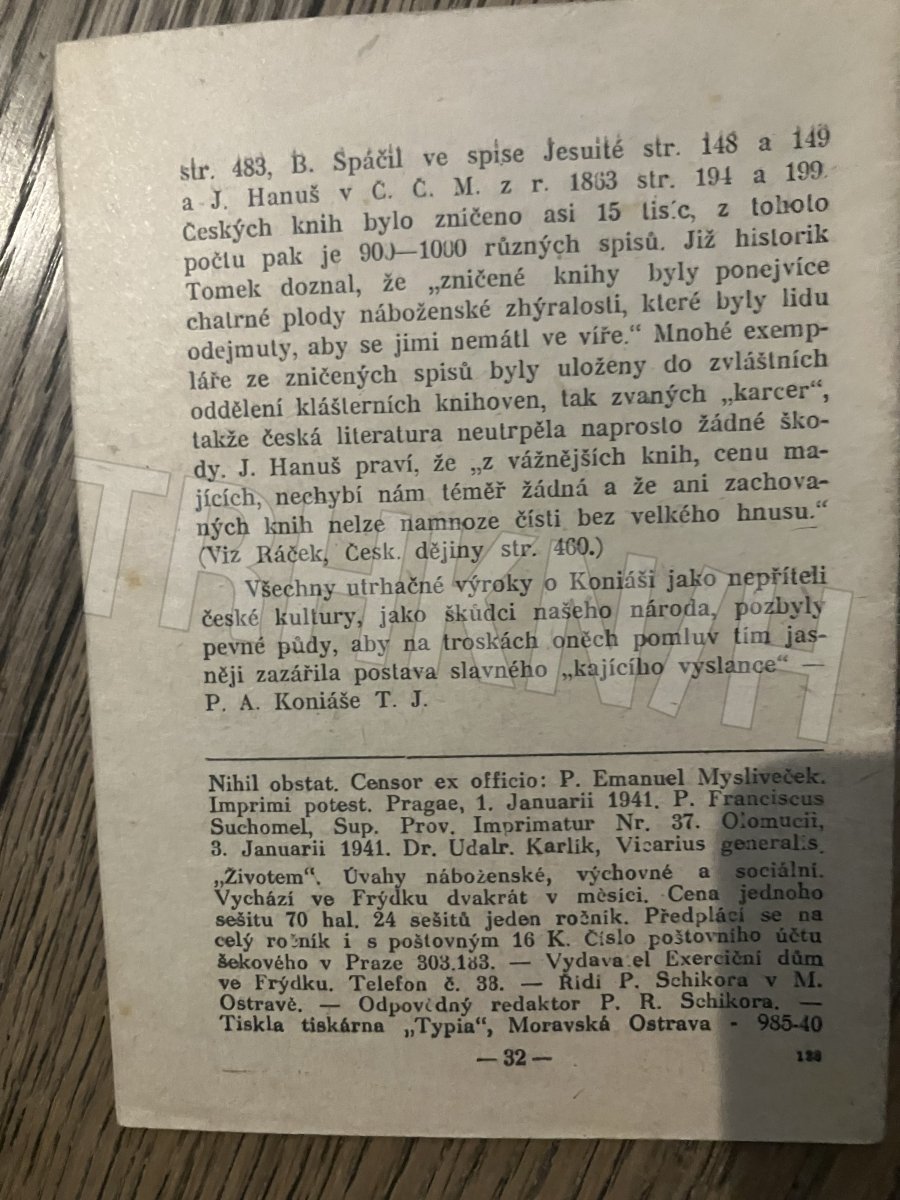 str. 483, B. Spáčil ve spise Jesuité str. 148 a 149
a J. Hanuš v Č. Č. M. z r. 1863 str. 194 a 199.
Českých knih bylo zničeno asi 15 tisíc, z tohoto
počtu pak je 900—1000 různých spisů. Již historik
Tomek doznal, že „zničené knihy byly ponejvíce
chatrné plody náboženské zhýralosti, které byly lidu
odejmuty, aby se jimi nemátl ve víře.“ Mnohé exemp-
láře ze zničených spisů byly uloženy do zvláštních
oddělení klášterních knihoven, tak zvaných „karcer“,
takže česká literatura neutrpěla naprosto žádné ško-
dy. J. Hanuš praví, že „z vážnějších knih, cenu ma-
jících, nechybí nám téměř žádná a že ani zachova-
ných knih nelze namnoze čísti bez velkého hnusu.“
(Viz Ráček, Česk. dějiny str. 460.)
Všechny utrhačné výroky o Koniáši jako nepříteli
české kultury, jako škůdci našeho národa, pozbyly
pevné půdy, aby na troskách oněch pomluv tím jas-
něji zazářila postava slavného „kajícího vyslance“ —
P. A. Koniáše T. J.
Nihil obstat. Censor ex officio: P. Emanuel Mysliveček.
Imprimi potest. Pragae, 1. Januarii 1941. P. Franciscus
Suchomel, Sup. Prov. Imprimatur Nr. 37. Olomucii,
3. Januarii 1941. Dr. Udalr. Karlík, Vicarius generalis.
„Životem“. Úvahy náboženské, výchovné a sociální.
Vychází ve Frýdku dvakrát v měsíci. Cena jednoho
sešitu 70 hal. 24 sešitů jeden ročník. Předplácí se na
celý ročník i s poštovným 16 K. Číslo poštovního účtu
šekového v Praze 303.183. — Vydavatel Exerciční dům
ve Frýdku. Telefon č. 33. — Řídí P. Schikora v M.
Ostravě. — Odpovědný redaktor P. R. Schikora. —
Tiskla tiskárna „Typia“, Moravská Ostrava - 985-40
— 32 —
TREKNIH